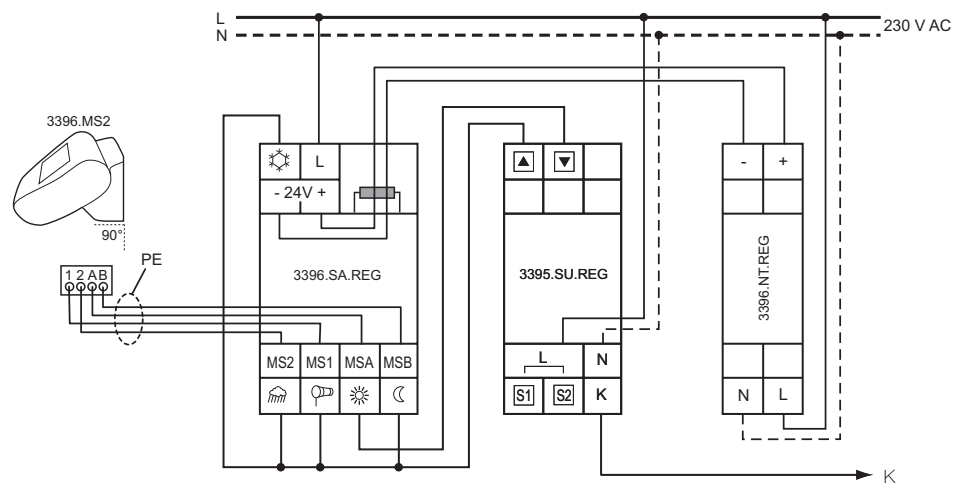 L
N
230 V AC
3396.MS2
90°
1 2 A B
PE
L
- 24V +
3396.SA.REG
MS2 MS1 MSA MSB
3395.SU.REG
L N
S1 S2 K
- +
3396.NT.REG
N L
K